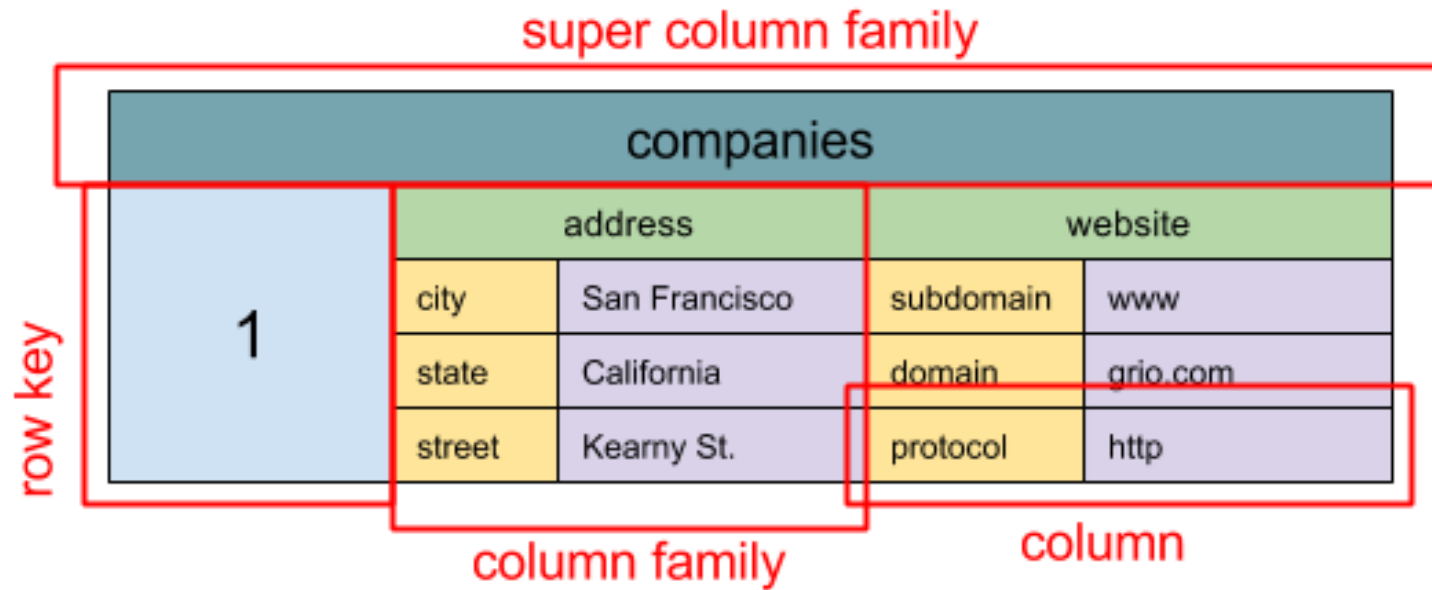 super column family
companies
address website
city San Francisco subdomain www
1
state California domain grio.com
street Kearny St. protocol http
row key
column family
column